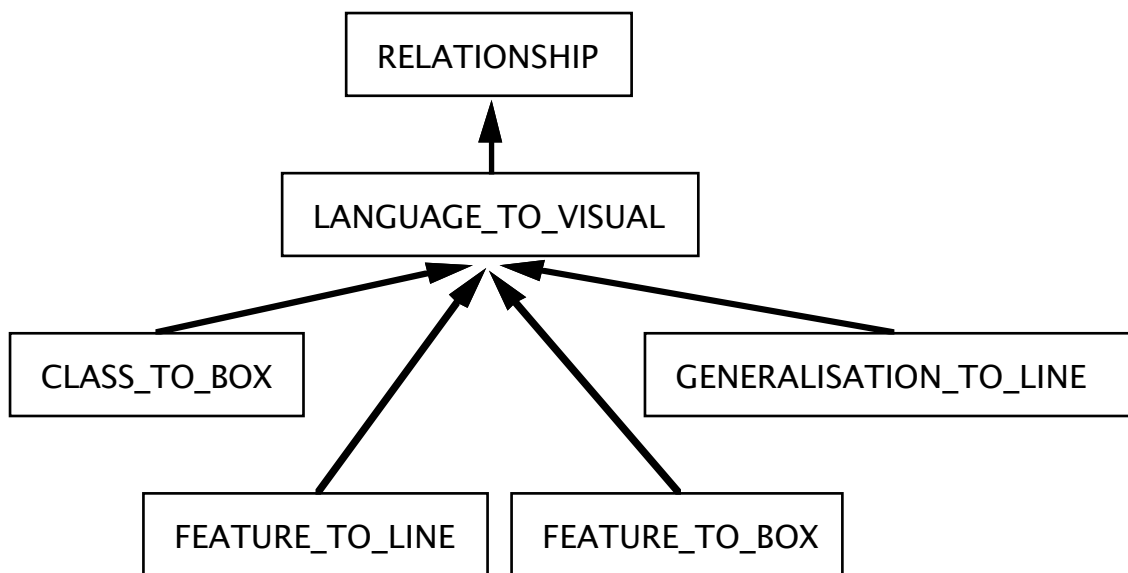 RELATIONSHIP
LANGUAGE_TO_VISUAL
CLASS_TO_BOX
GENERALISATION_TO_LINE
FEATURE_TO_LINE
FEATURE_TO_BOX